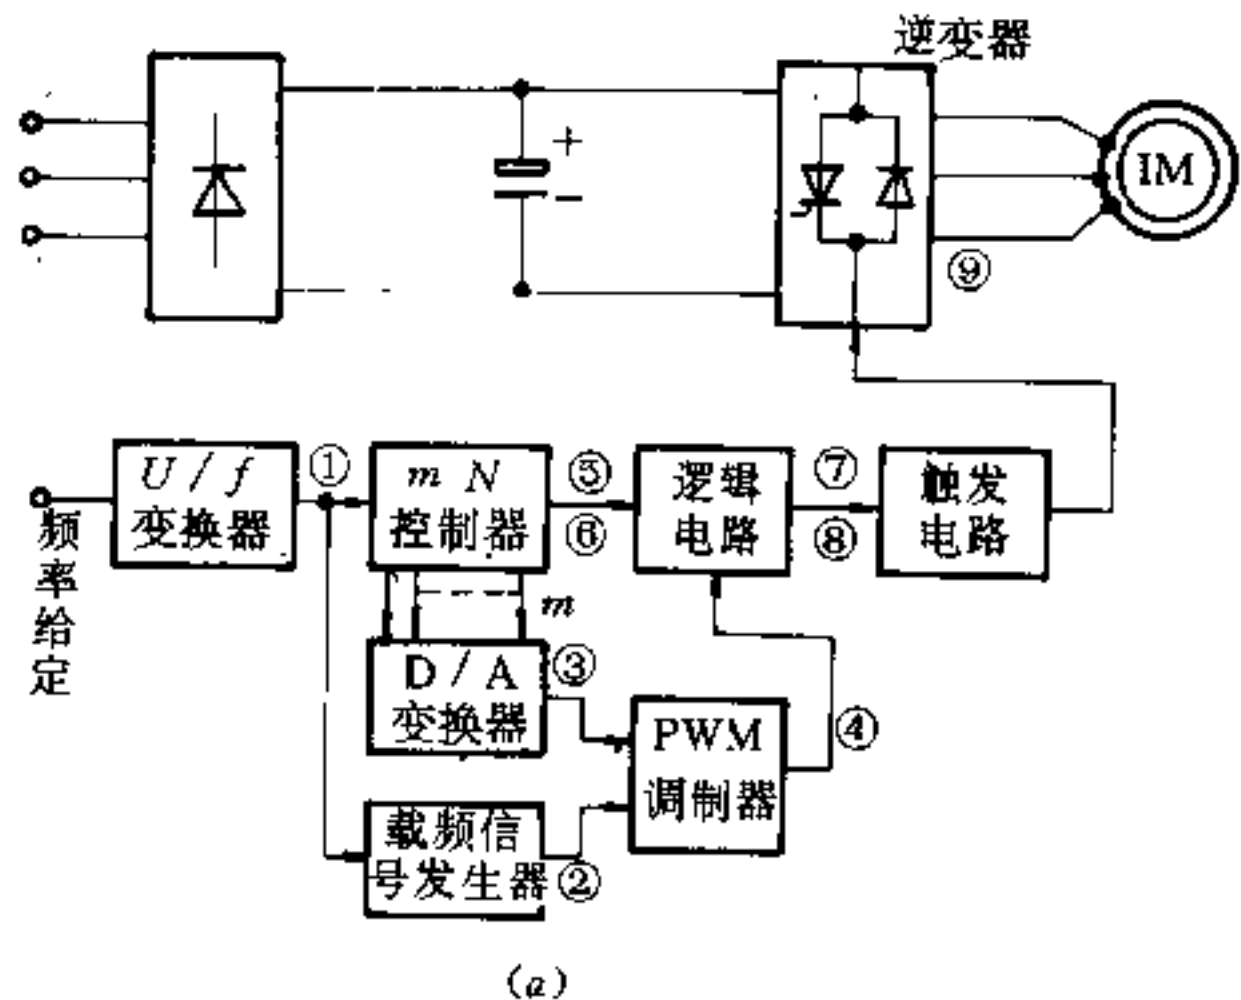 逆变器
+
−
IM
⑨
U / f
变换器
①
m N
控制器
⑤
⑥
逻辑
电路
⑦
⑧
触发
电路
频
率
给
定
m
D / A
变换器
③
PWM
调制器
④
载频信
号发生器
②
(a)